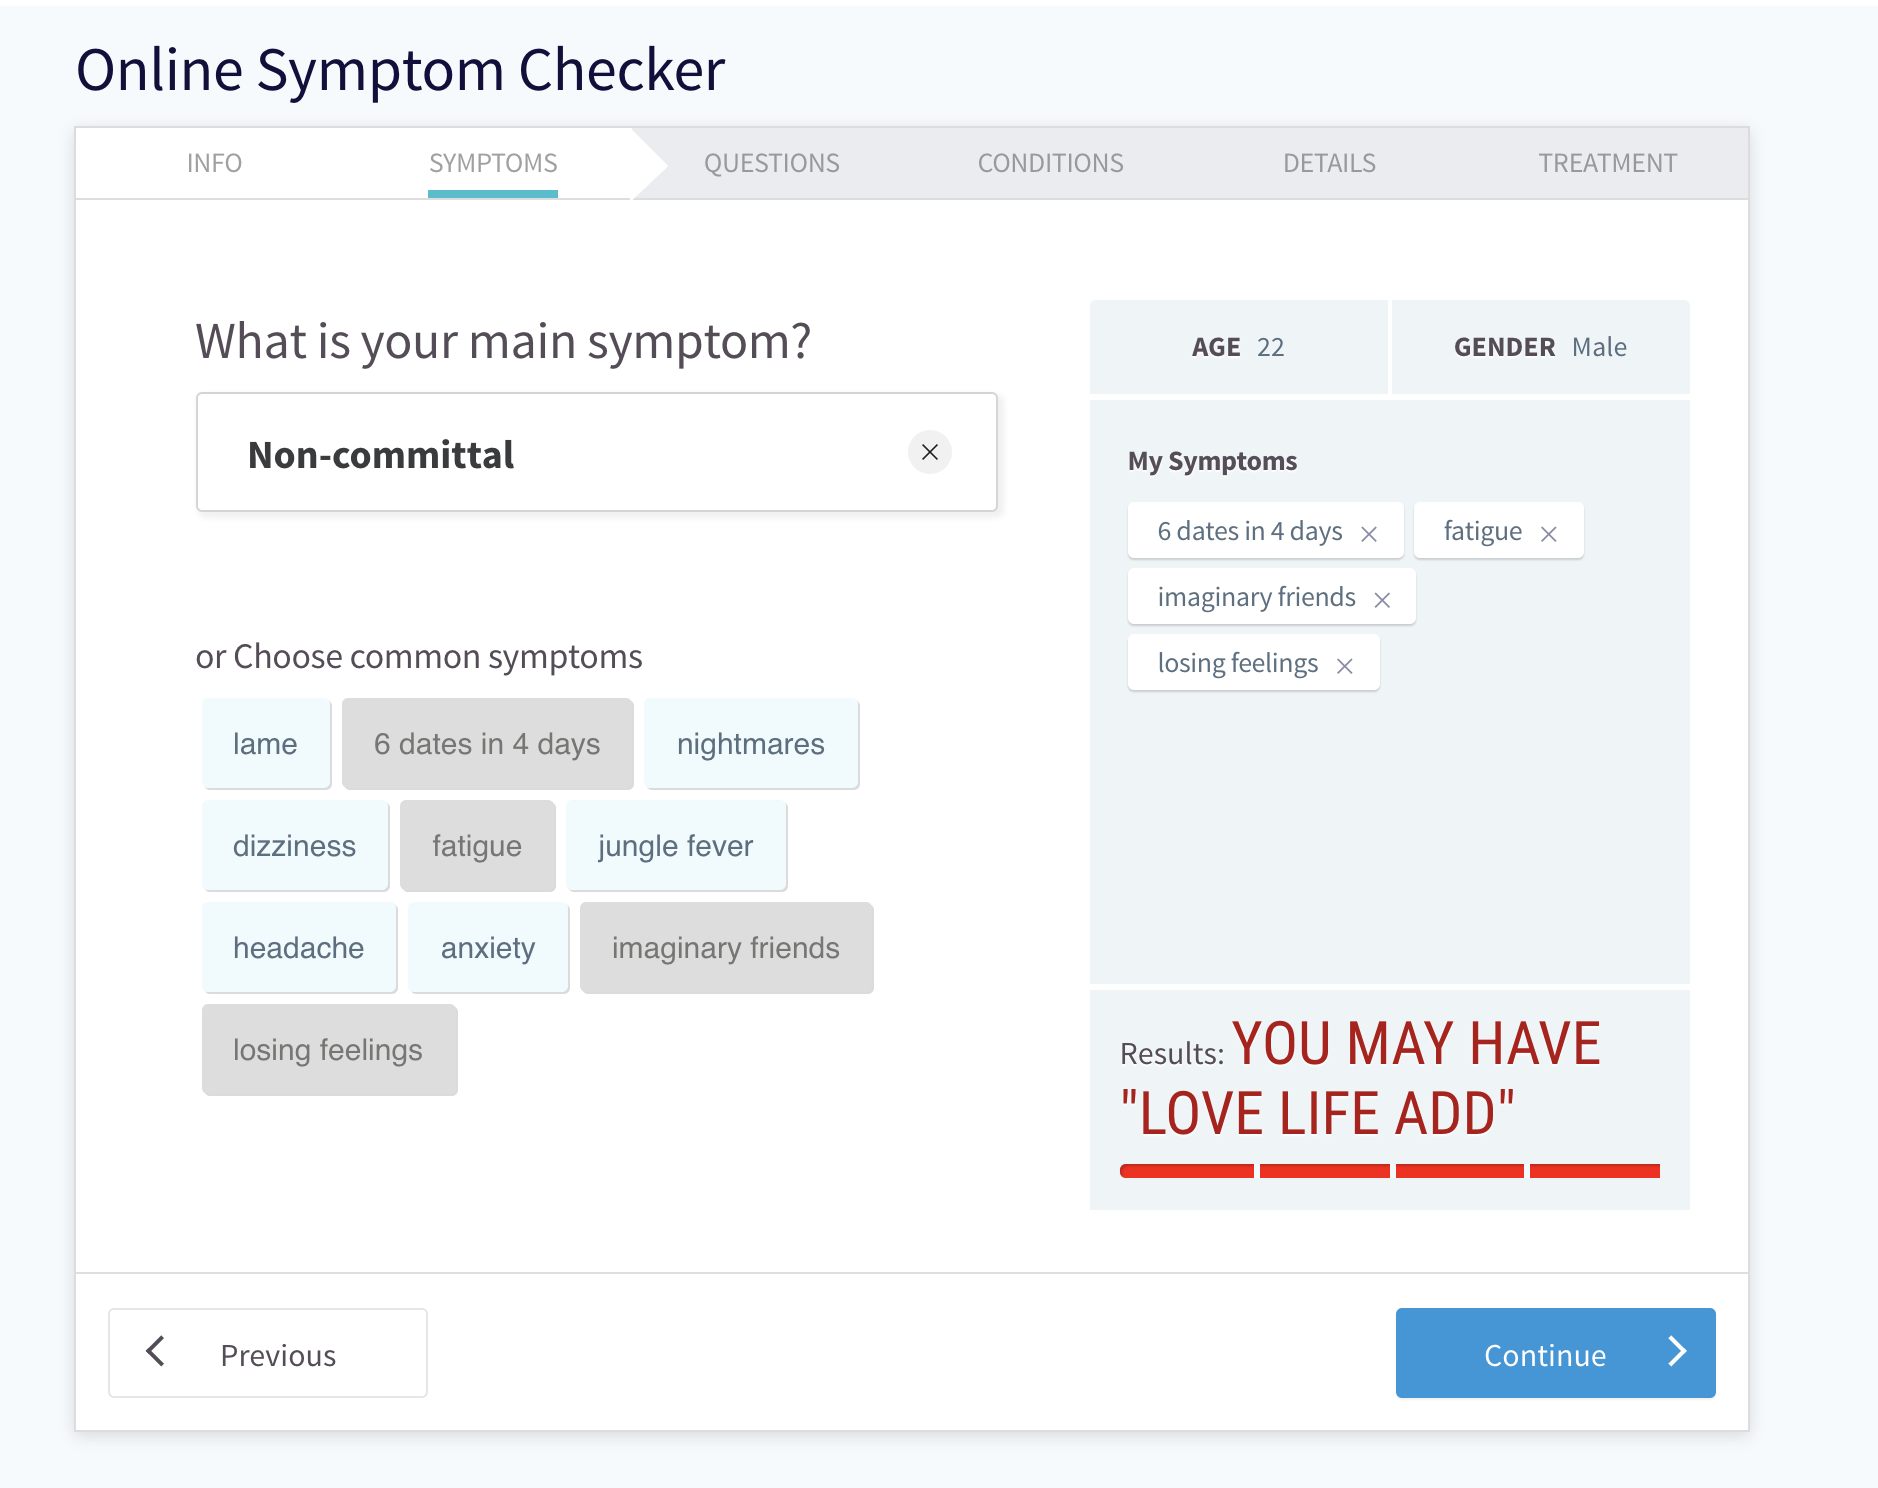 Online Symptom Checker
INFO SYMPTOMS QUESTIONS CONDITIONS DETAILS TREATMENT
What is your main symptom?
Non-committal
or Choose common symptoms
lame 6 dates in 4 days nightmares
dizziness fatigue jungle fever
headache anxiety imaginary friends
losing feelings
AGE 22 GENDER Male
My Symptoms
6 dates in 4 days fatigue
imaginary friends
losing feelings
Results: YOU MAY HAVE
"LOVE LIFE ADD"
Previous Continue